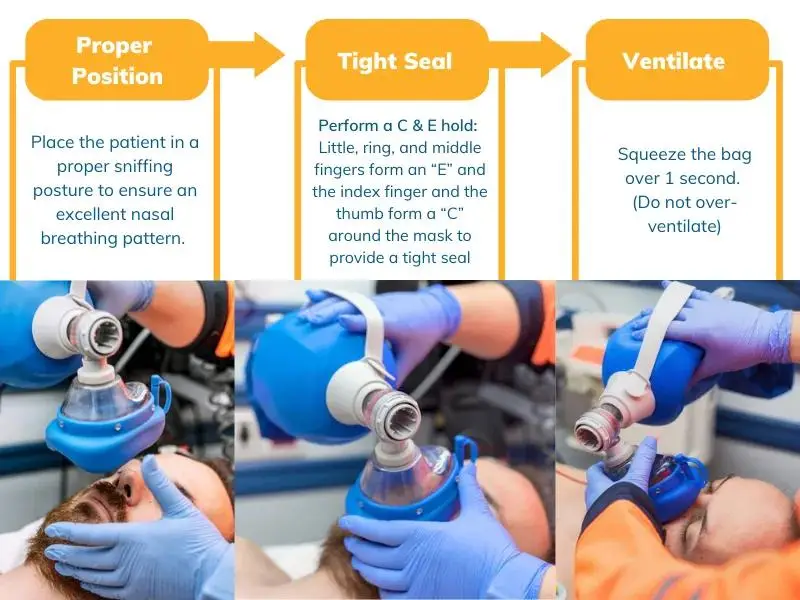 Proper
Position
Place the patient in a
proper sniffing
posture to ensure an
excellent nasal
breathing pattern.
Tight Seal
Perform a C & E hold:
Little, ring, and middle
fingers form an “E” and
the index finger and the
thumb form a “C”
around the mask to
provide a tight seal
Ventilate
Squeeze the bag
over 1 second.
(Do not over-
ventilate)